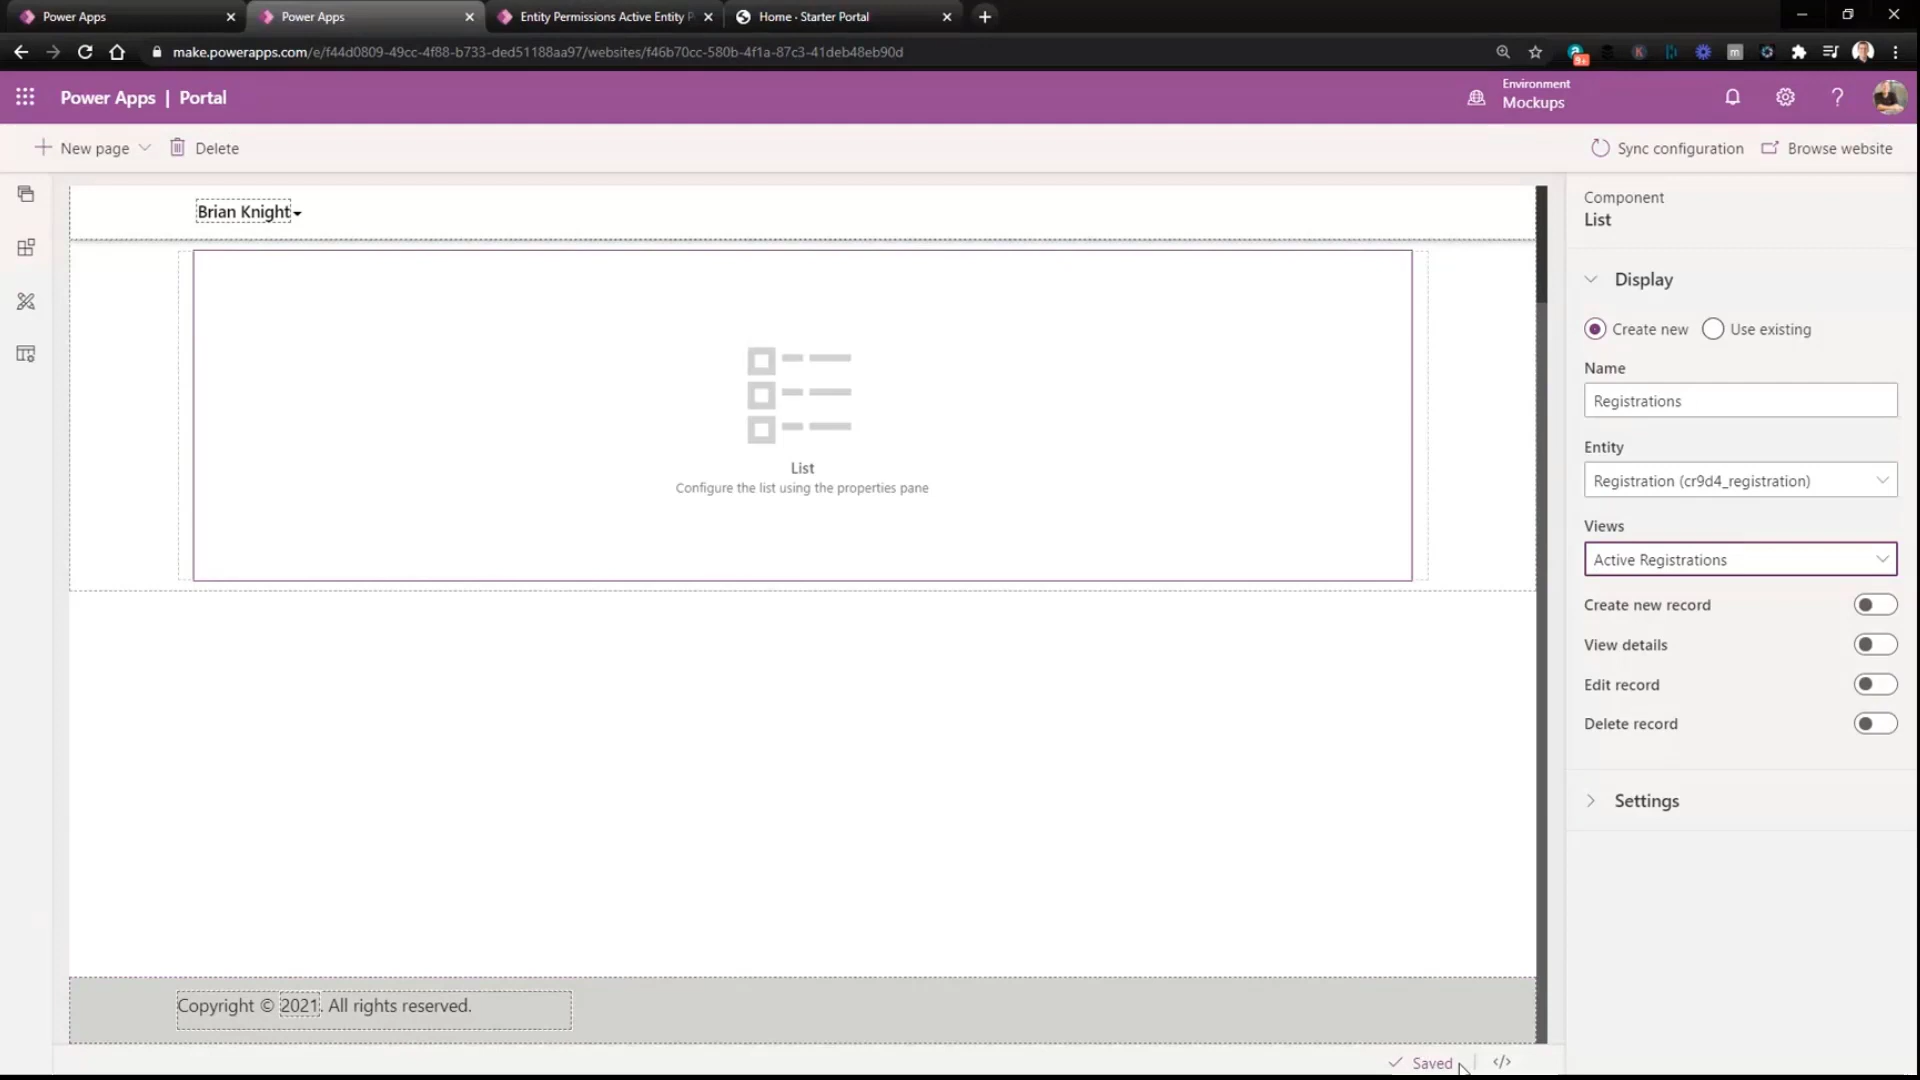 Power Apps
Power Apps
Entity Permissions Active Entity P
Home · Starter Portal
make.powerapps.com/e/f44d0809-49cc-4f88-b733-ded51188aa97/websites/f46b70cc-580b-4f1a-87c3-41deb48eb90d
9+
Power Apps | Portal
Environment
Mockups
New page
Delete
Sync configuration
Browse website
Brian Knight
List
Configure the list using the properties pane
Copyright © 2021. All rights reserved.
Saved
</>
Component
List
Display
Create new
Use existing
Name
Registrations
Entity
Registration (cr9d4_registration)
Views
Active Registrations
Create new record
View details
Edit record
Delete record
Settings